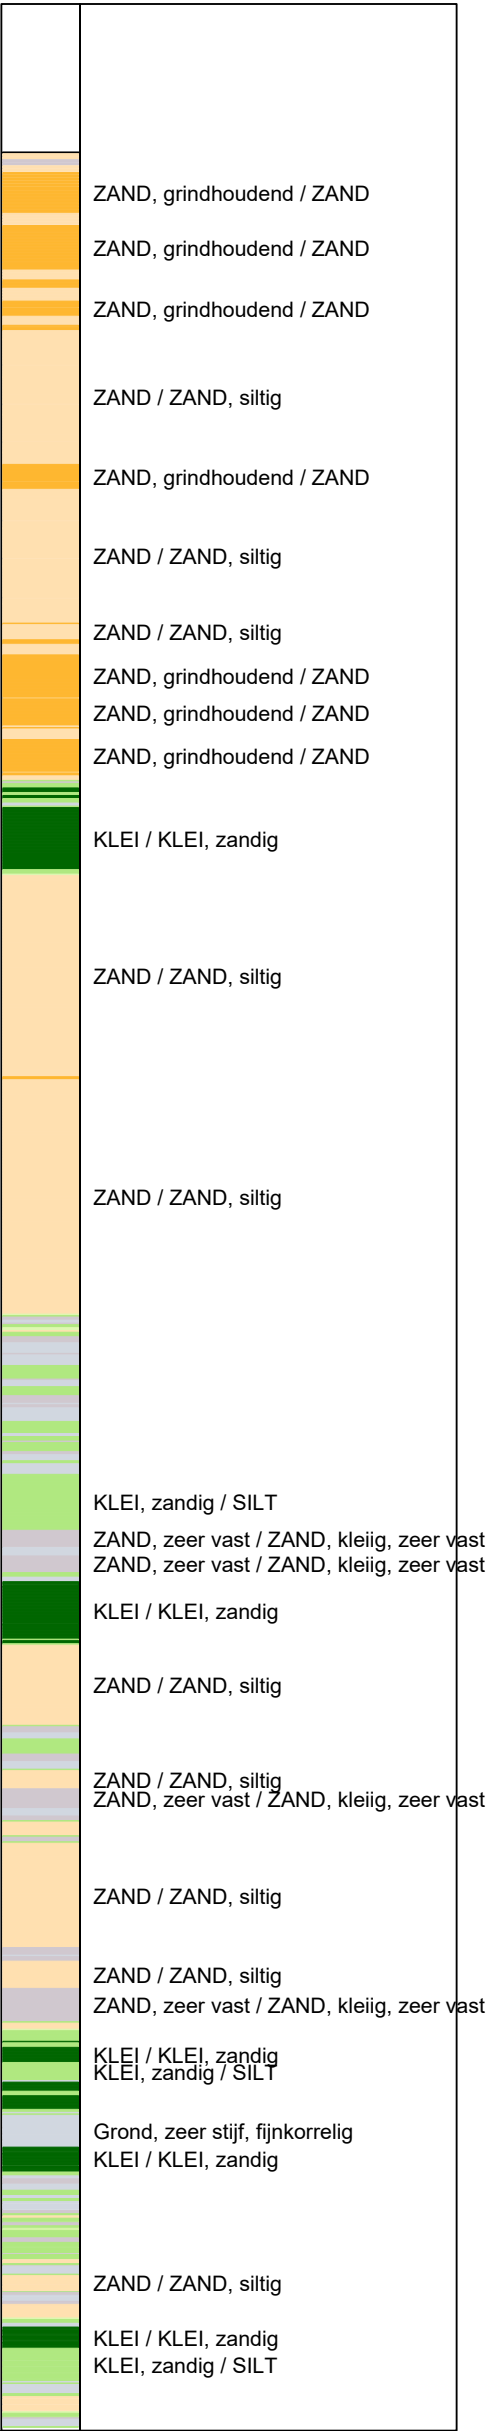 ZAND, grindhoudend / ZAND
ZAND, grindhoudend / ZAND
ZAND, grindhoudend / ZAND
ZAND / ZAND, siltig
ZAND, grindhoudend / ZAND
ZAND / ZAND, siltig
ZAND / ZAND, siltig
ZAND, grindhoudend / ZAND
ZAND, grindhoudend / ZAND
ZAND, grindhoudend / ZAND
KLEI / KLEI, zandig
ZAND / ZAND, siltig
ZAND / ZAND, siltig
KLEI, zandig / SILT
ZAND, zeer vast / ZAND, kleiig, zeer vast
ZAND, zeer vast / ZAND, kleiig, zeer vast
KLEI / KLEI, zandig
ZAND / ZAND, siltig
ZAND / ZAND, siltig
ZAND, zeer vast / ZAND, kleiig, zeer vast
ZAND / ZAND, siltig
ZAND / ZAND, siltig
ZAND, zeer vast / ZAND, kleiig, zeer vast
KLEI / KLEI, zandig
KLEI, zandig / SILT
Grond, zeer stijf, fijnkorrelig
KLEI / KLEI, zandig
ZAND / ZAND, siltig
KLEI / KLEI, zandig
KLEI, zandig / SILT